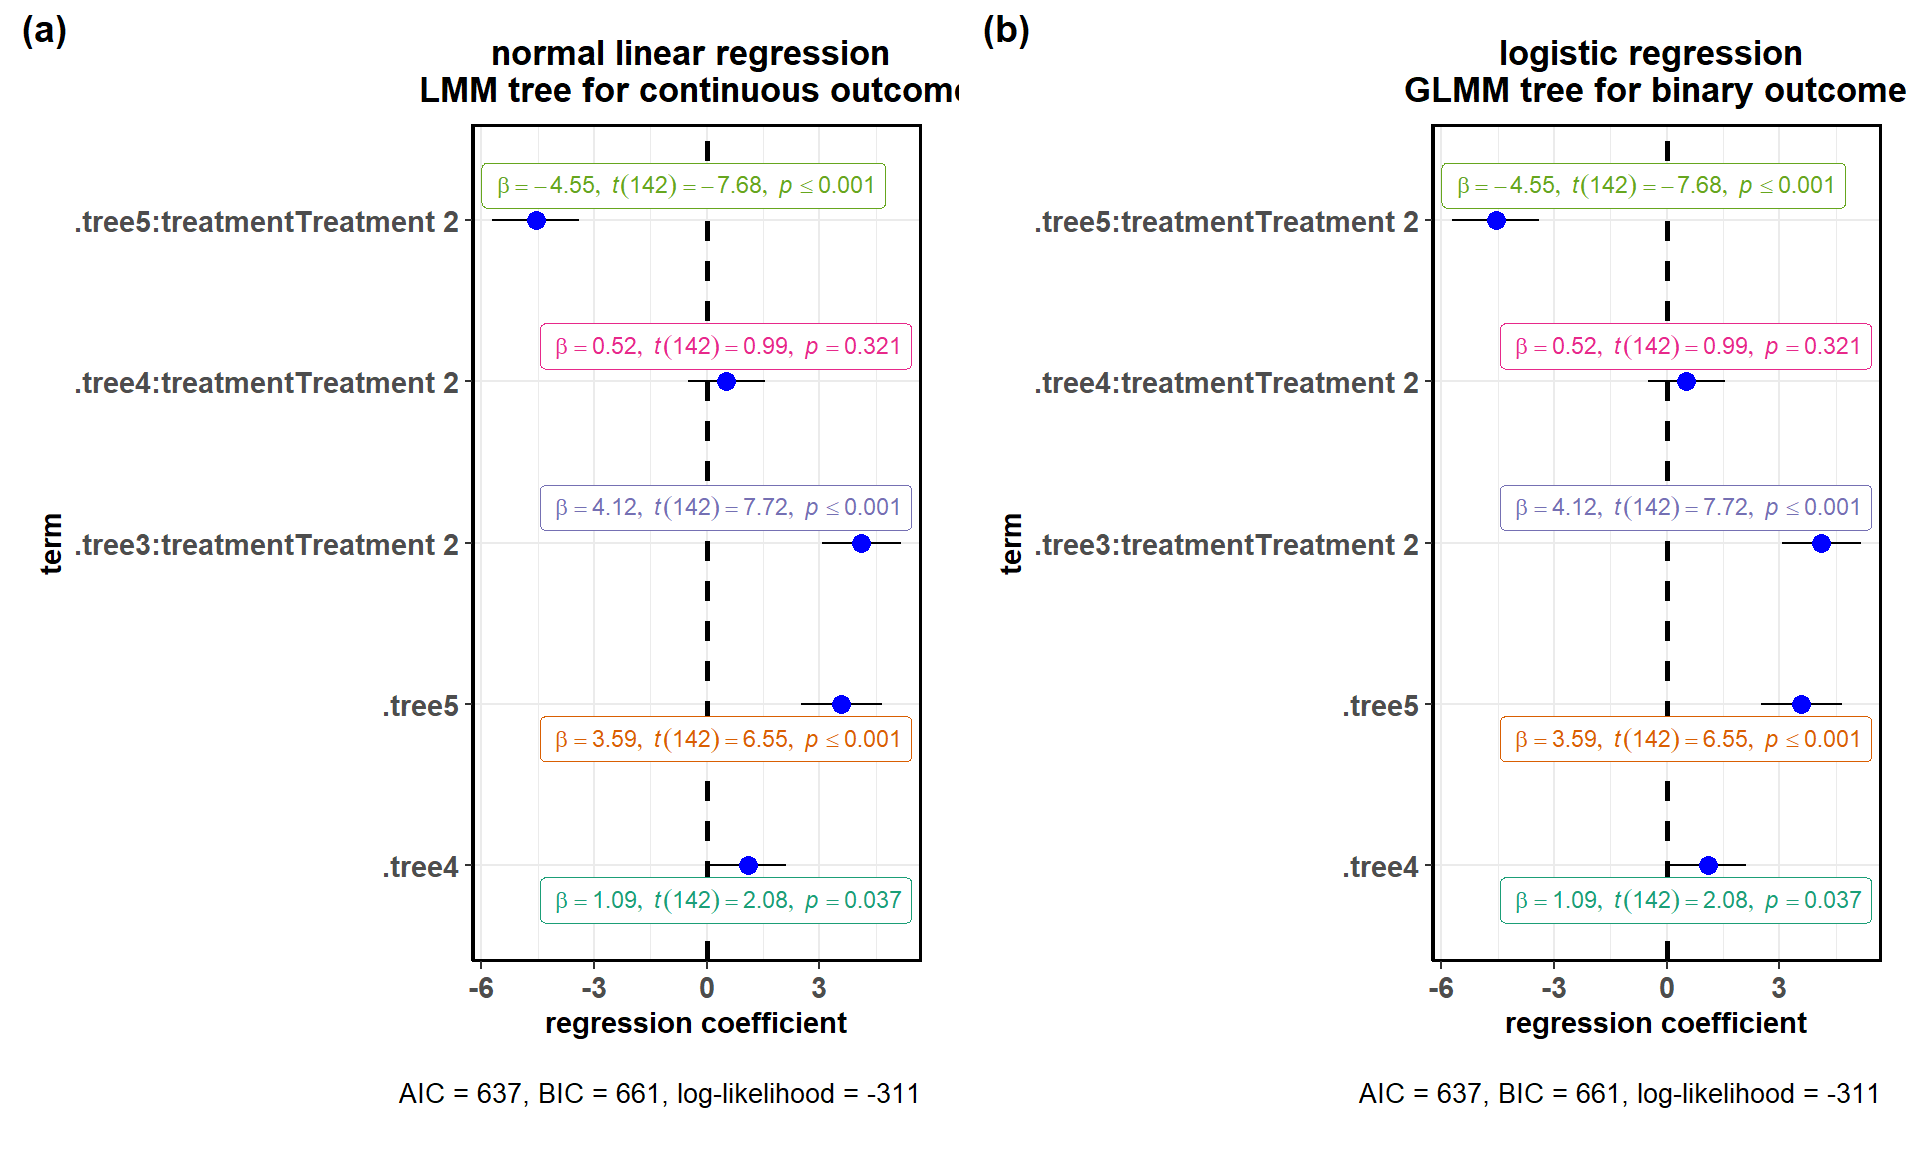 (a)
normal linear regression
LMM tree for continuous outcom
β = −4.55, t(142) = −7.68, p ≤ 0.001
.tree5:treatmentTreatment 2
β = 0.52, t(142) = 0.99, p = 0.321
.tree4:treatmentTreatment 2
β = 4.12, t(142) = 7.72, p ≤ 0.001
.tree3:treatmentTreatment 2
term
.tree5
β = 3.59, t(142) = 6.55, p ≤ 0.001
.tree4
β = 1.09, t(142) = 2.08, p = 0.037
-6 -3 0 3
regression coefficient
AIC = 637, BIC = 661, log-likelihood = -311
(b)
logistic regression
GLMM tree for binary outcome
β = −4.55, t(142) = −7.68, p ≤ 0.001
.tree5:treatmentTreatment 2
β = 0.52, t(142) = 0.99, p = 0.321
.tree4:treatmentTreatment 2
β = 4.12, t(142) = 7.72, p ≤ 0.001
.tree3:treatmentTreatment 2
term
.tree5
β = 3.59, t(142) = 6.55, p ≤ 0.001
.tree4
β = 1.09, t(142) = 2.08, p = 0.037
-6 -3 0 3
regression coefficient
AIC = 637, BIC = 661, log-likelihood = -311